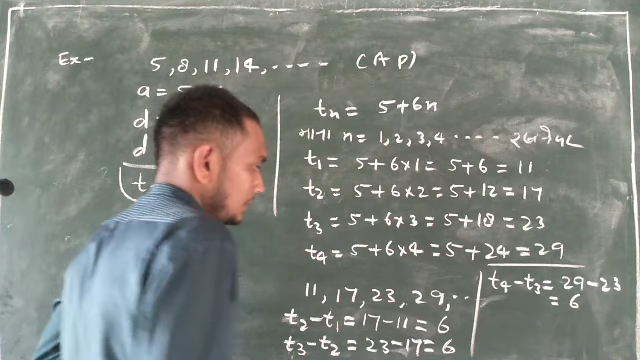 Ex- 5, 8, 11, 14, ---- (A P)
a = 5
d
d
t
tn = 5+6n
n = 1, 2, 3, 4 ----
t1 = 5+6×1 = 5+6 = 11
t2 = 5+6×2 = 5+12 = 17
t3 = 5+6×3 = 5+18 = 23
t4 = 5+6×4 = 5+24 = 29
11, 17, 23, 29, ..
t2-t1 = 17-11 = 6
t3-t2 = 23-17 = 6
t4-t3 = 29-23
= 6